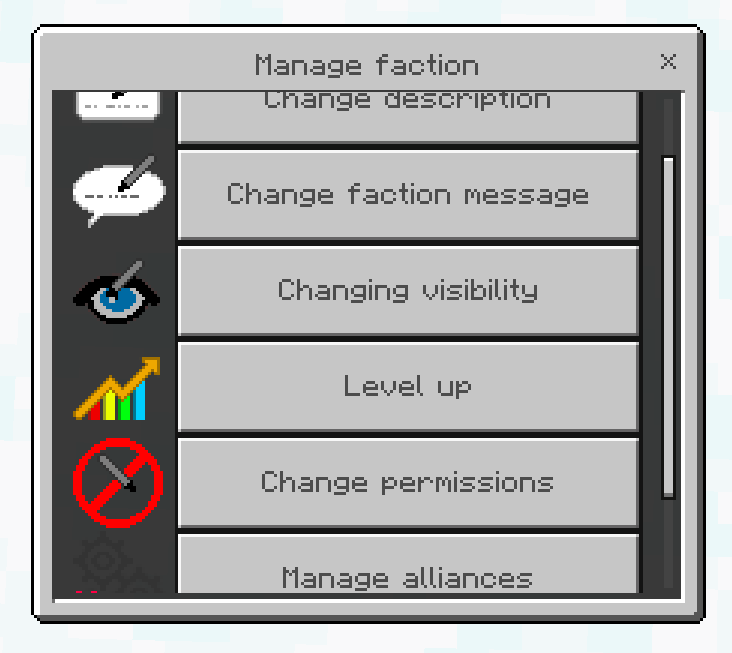 Manage faction
Change description
Change faction message
Changing visibility
Level up
Change permissions
Manage alliances